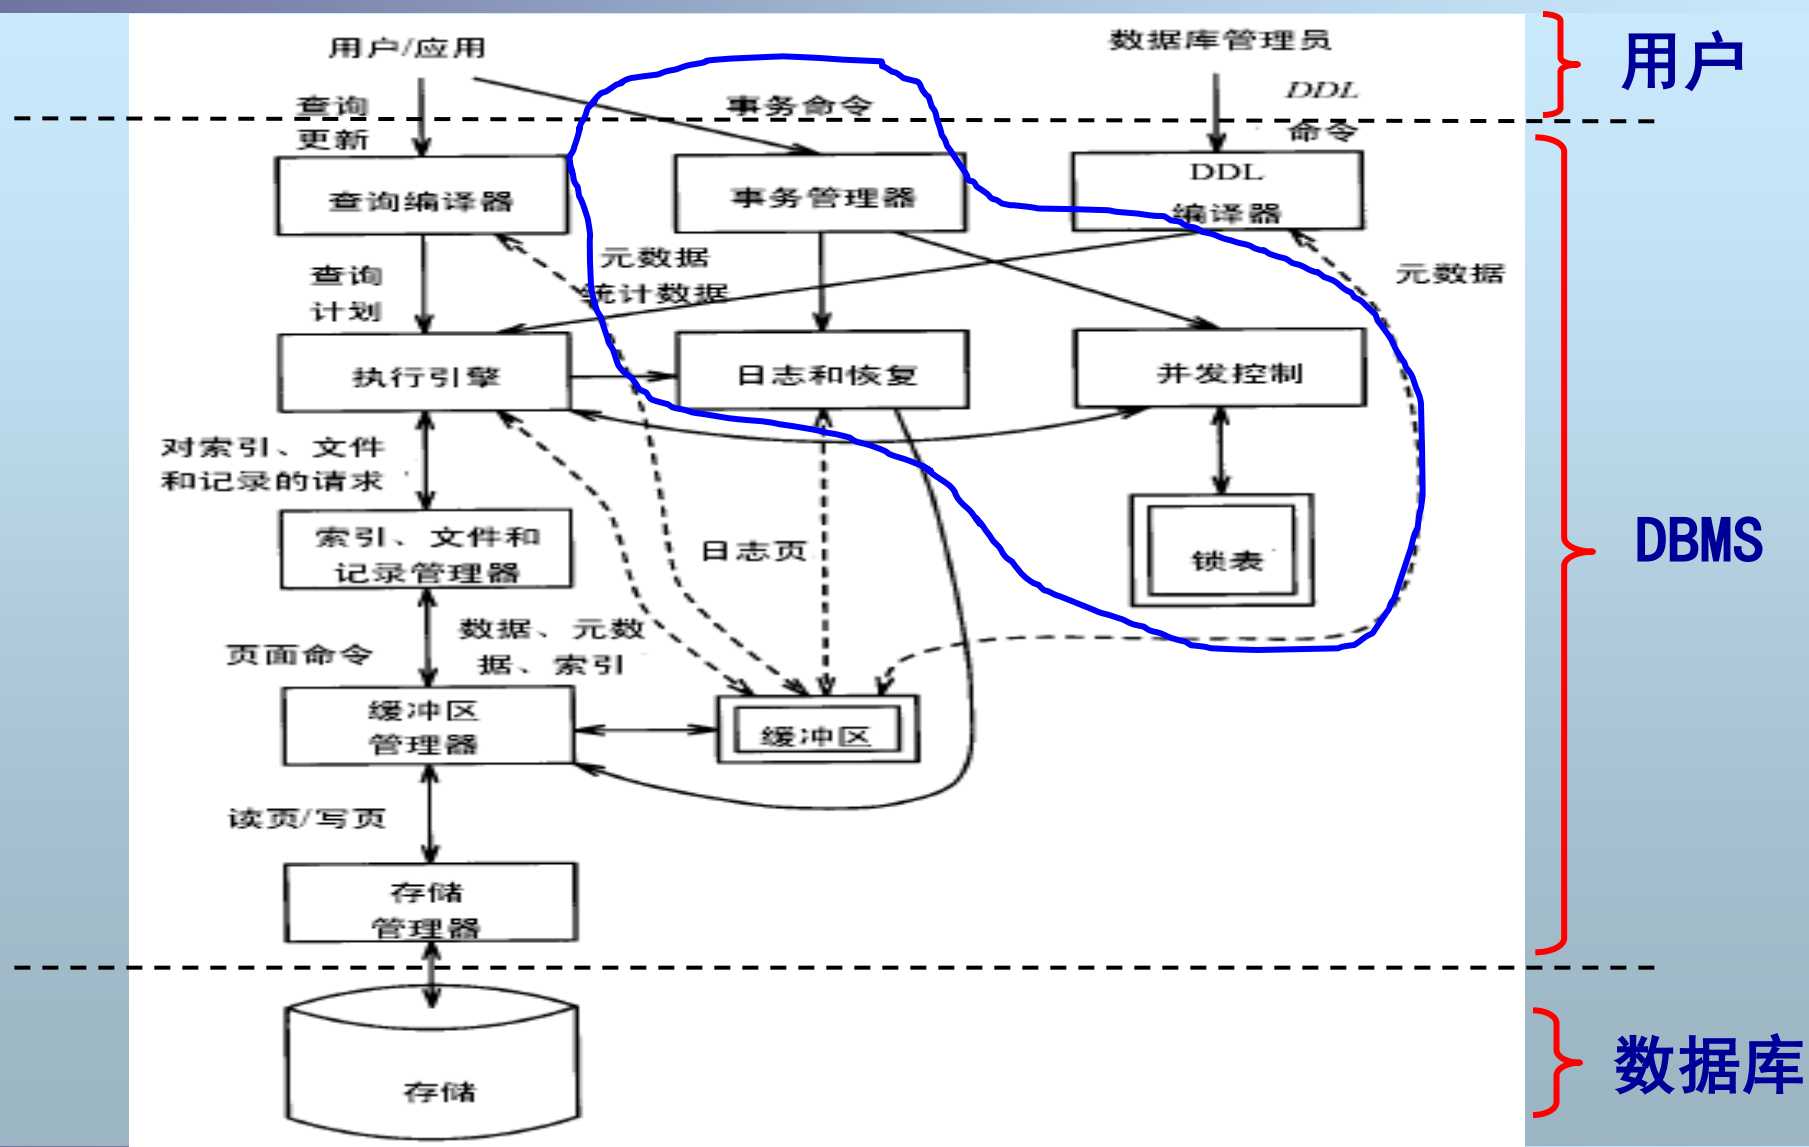 用户/应用
数据库管理员
用户
查询
更新
事务命令
DDL
命令
查询编译器
事务管理器
DDL
编译器
元数据
统计数据
元数据
查询
计划
执行引擎
日志和恢复
并发控制
对索引、文件
和记录的请求
索引、文件和
记录管理器
日志页
锁表
DBMS
数据、元数
据、索引
页面命令
缓冲区
管理器
缓冲区
读页/写页
存储
管理器
存储
数据库